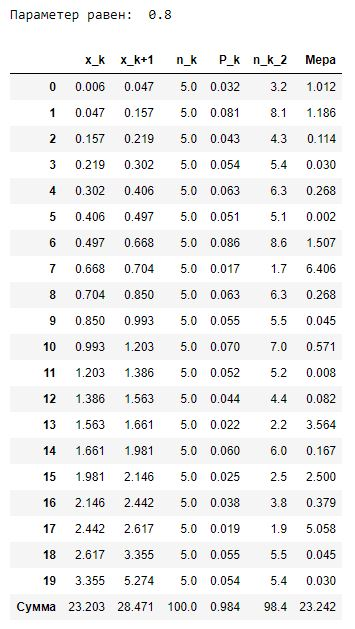 Параметр равен:  0.8
x_k x_k+1 n_k P_k n_k_2 Мера
0 0.006 0.047 5.0 0.032 3.2 1.012
1 0.047 0.157 5.0 0.081 8.1 1.186
2 0.157 0.219 5.0 0.043 4.3 0.114
3 0.219 0.302 5.0 0.054 5.4 0.030
4 0.302 0.406 5.0 0.063 6.3 0.268
5 0.406 0.497 5.0 0.051 5.1 0.002
6 0.497 0.668 5.0 0.086 8.6 1.507
7 0.668 0.704 5.0 0.017 1.7 6.406
8 0.704 0.850 5.0 0.063 6.3 0.268
9 0.850 0.993 5.0 0.055 5.5 0.045
10 0.993 1.203 5.0 0.070 7.0 0.571
11 1.203 1.386 5.0 0.052 5.2 0.008
12 1.386 1.563 5.0 0.044 4.4 0.082
13 1.563 1.661 5.0 0.022 2.2 3.564
14 1.661 1.981 5.0 0.060 6.0 0.167
15 1.981 2.146 5.0 0.025 2.5 2.500
16 2.146 2.442 5.0 0.038 3.8 0.379
17 2.442 2.617 5.0 0.019 1.9 5.058
18 2.617 3.355 5.0 0.055 5.5 0.045
19 3.355 5.274 5.0 0.054 5.4 0.030
Сумма 23.203 28.471 100.0 0.984 98.4 23.242